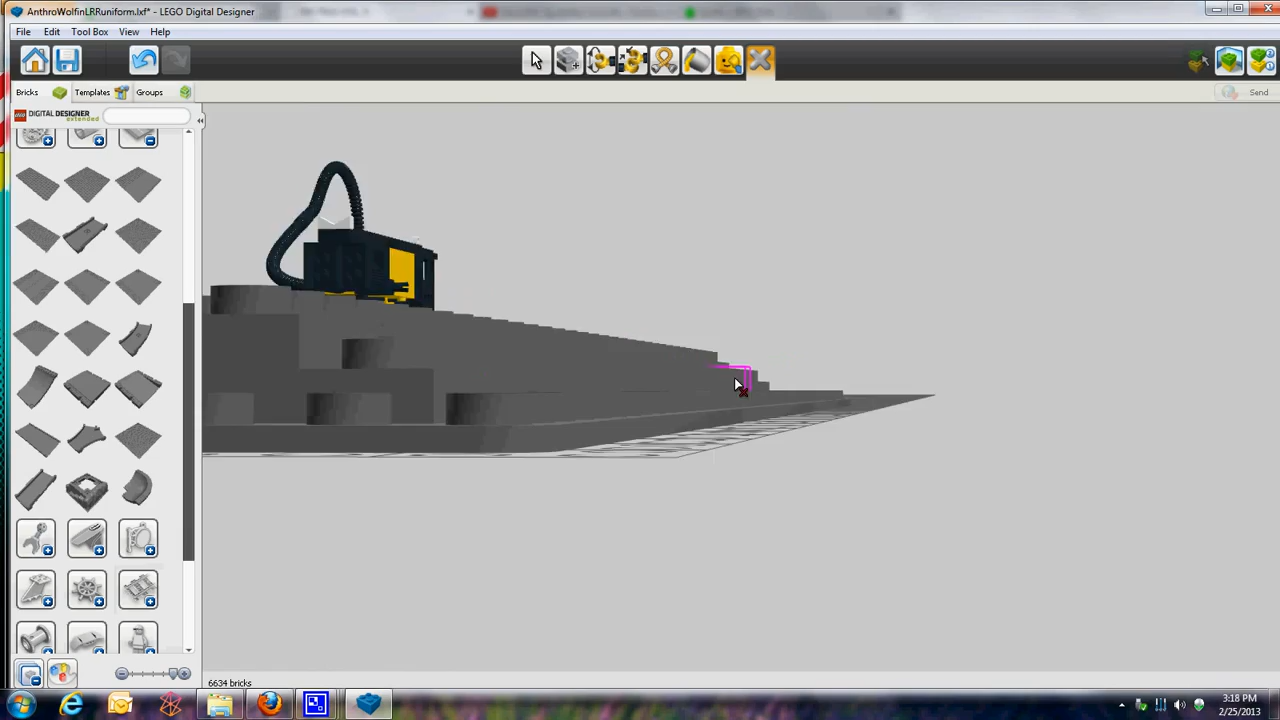 AnthroWolfinLRRuniform.lxf* - LEGO Digital Designer
File Edit Tool Box View Help
Bricks Templates Groups Send
DIGITAL DESIGNER
extended
6634 bricks
3:18 PM
2/25/2013